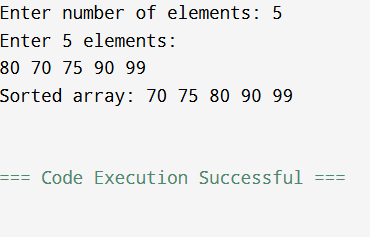 Enter number of elements: 5
Enter 5 elements:
80 70 75 90 99
Sorted array: 70 75 80 90 99
=== Code Execution Successful ===